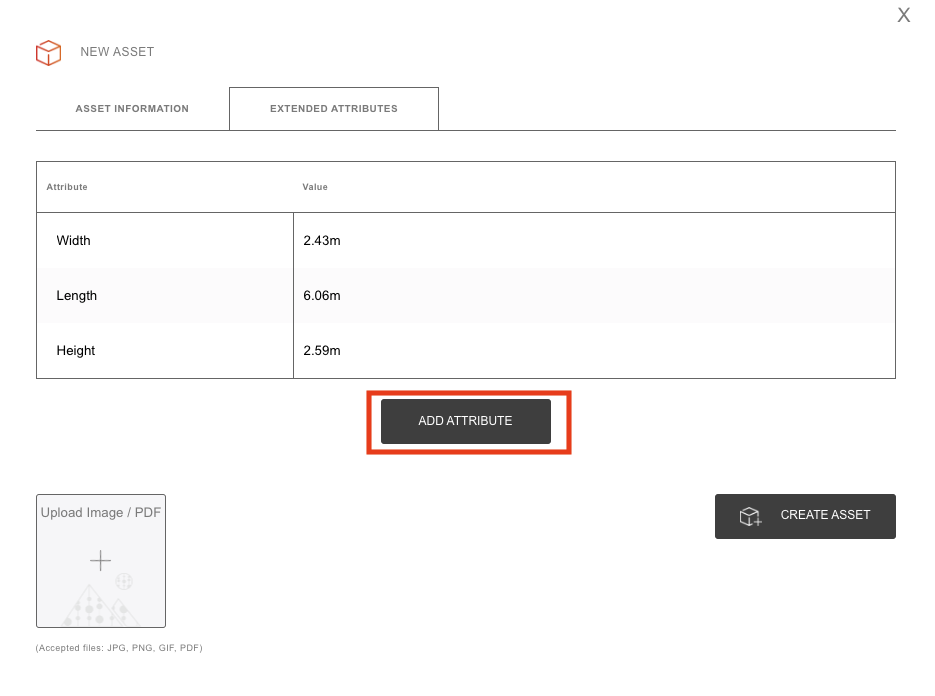 X
NEW ASSET
ASSET INFORMATION EXTENDED ATTRIBUTES
Attribute Value
Width 2.43m
Length 6.06m
Height 2.59m
ADD ATTRIBUTE
Upload Image / PDF
CREATE ASSET
(Accepted files: JPG, PNG, GIF, PDF)